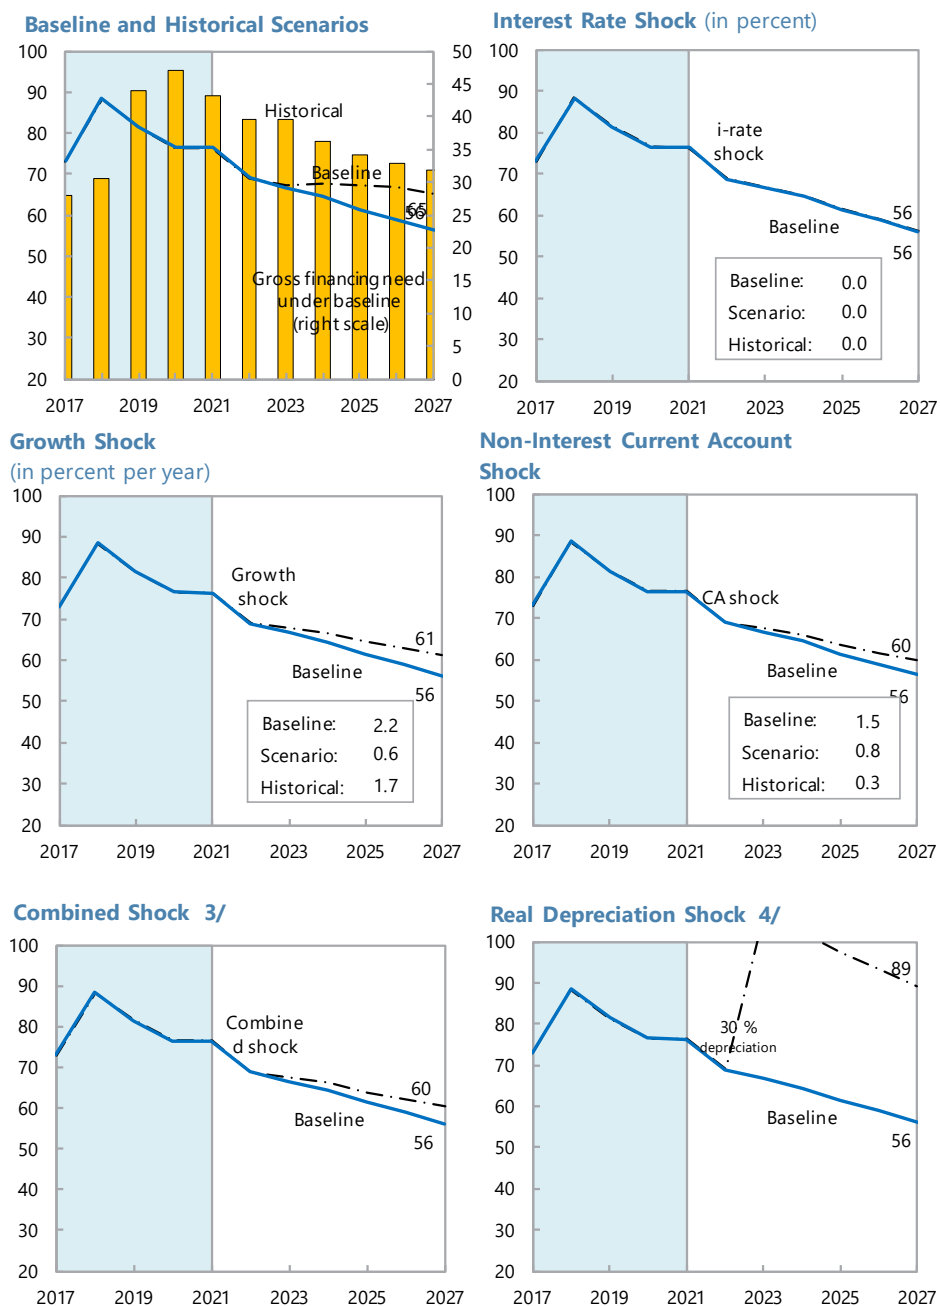 Baseline and Historical Scenarios
100
90
80
70
60
50
40
30
20
50
45
40
35
30
25
20
15
10
5
0
Historical
Baseline
65
56
Gross financing need
under baseline
(right scale)
2017 2019 2021 2023 2025 2027
Interest Rate Shock (in percent)
100
90
80
70
60
50
40
30
20
i-rate
shock
56
Baseline
56
Baseline: 0.0
Scenario: 0.0
Historical: 0.0
2017 2019 2021 2023 2025 2027
Growth Shock
(in percent per year)
100
90
80
70
60
50
40
30
20
Growth
shock
61
Baseline
56
Baseline: 2.2
Scenario: 0.6
Historical: 1.7
2017 2019 2021 2023 2025 2027
Non-Interest Current Account
Shock
100
90
80
70
60
50
40
30
20
CA shock
60
Baseline
56
Baseline: 1.5
Scenario: 0.8
Historical: 0.3
2017 2019 2021 2023 2025 2027
Combined Shock 3/
100
90
80
70
60
50
40
30
20
Combine
d shock
60
Baseline
56
2017 2019 2021 2023 2025 2027
Real Depreciation Shock 4/
100
90
80
70
60
50
40
30
20
89
30 %
depreciation
Baseline
56
2017 2019 2021 2023 2025 2027